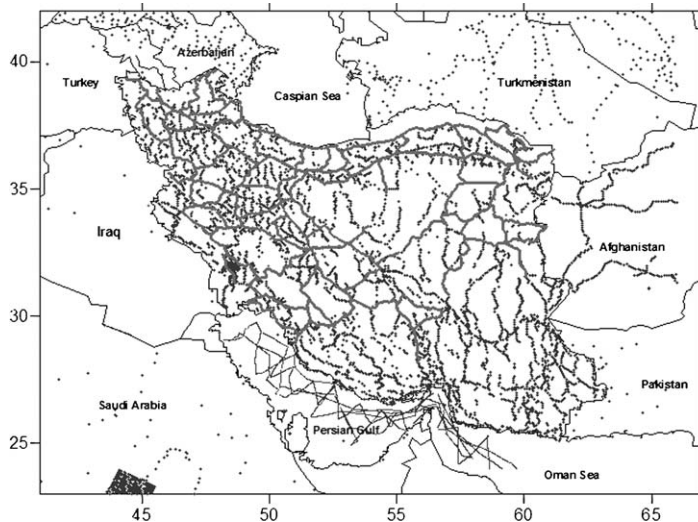 40
Azerbaijan
Turkey
Caspian Sea
Turkmenistan
35
Iraq
Afghanistan
30
Pakistan
Saudi Arabia
25
Persian Gulf
Oman Sea
45 50 55 60 65